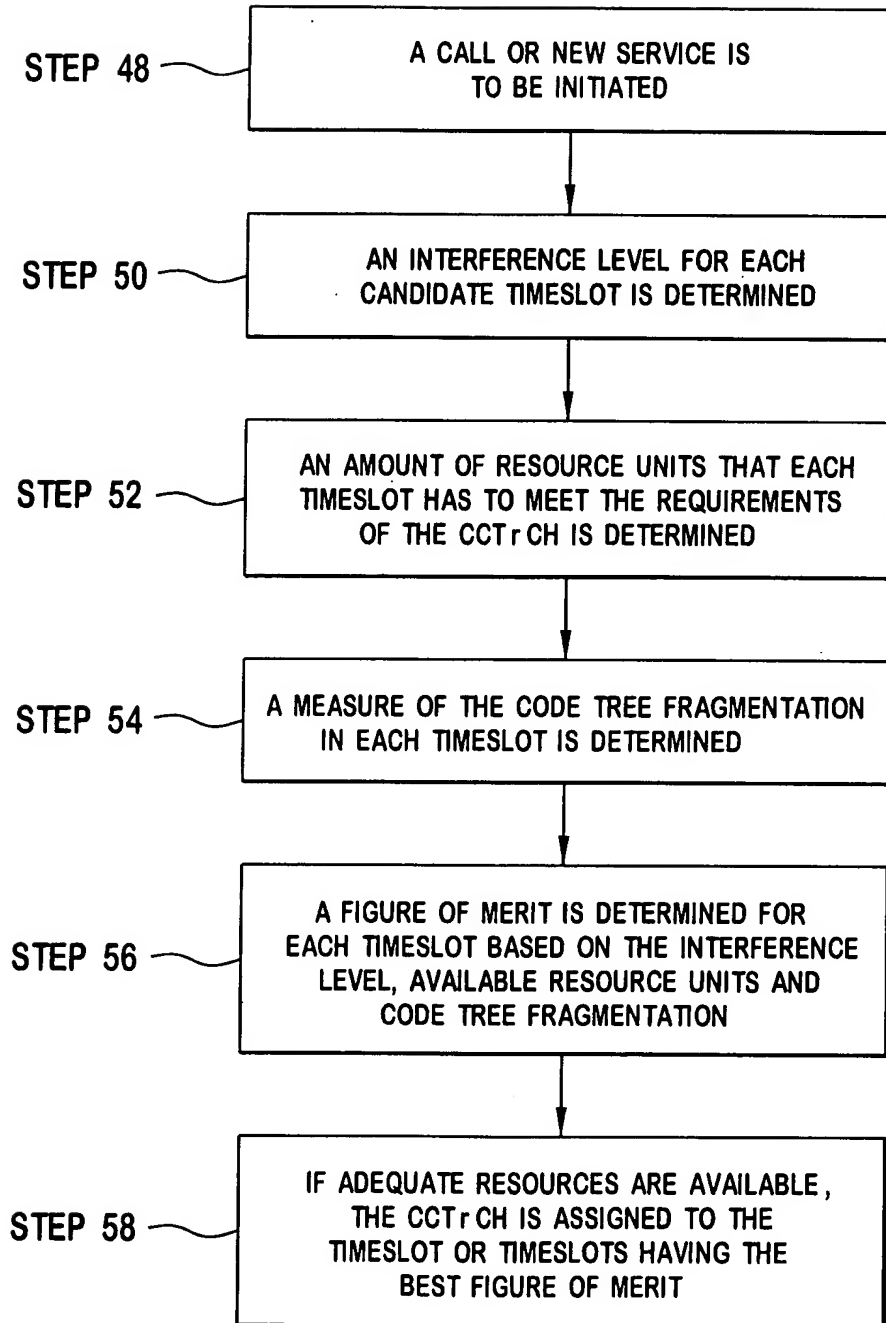 STEP 48
A CALL OR NEW SERVICE IS
TO BE INITIATED
STEP 50
AN INTERFERENCE LEVEL FOR EACH
CANDIDATE TIMESLOT IS DETERMINED
STEP 52
AN AMOUNT OF RESOURCE UNITS THAT EACH
TIMESLOT HAS TO MEET THE REQUIREMENTS
OF THE CCTrCH IS DETERMINED
STEP 54
A MEASURE OF THE CODE TREE FRAGMENTATION
IN EACH TIMESLOT IS DETERMINED
STEP 56
A FIGURE OF MERIT IS DETERMINED FOR
EACH TIMESLOT BASED ON THE INTERFERENCE
LEVEL, AVAILABLE RESOURCE UNITS AND
CODE TREE FRAGMENTATION
STEP 58
IF ADEQUATE RESOURCES ARE AVAILABLE,
THE CCTrCH IS ASSIGNED TO THE
TIMESLOT OR TIMESLOTS HAVING THE
BEST FIGURE OF MERIT